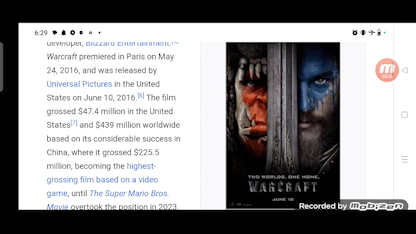 6:29
developer, Blizzard Entertainment.
Warcraft premiered in Paris on May
24, 2016, and was released by
Universal Pictures in the United
States on June 10, 2016.[6] The film
grossed $47.4 million in the United
States[7] and $439 million worldwide
based on its considerable success in
China, where it grossed $225.5
million, becoming the highest-
grossing film based on a video
game, until The Super Mario Bros.
Movie overtook the position in 2023.
TWO WORLDS. ONE HOME.
WARCRAFT
JUNE 10
Recorded by MOBIZEN